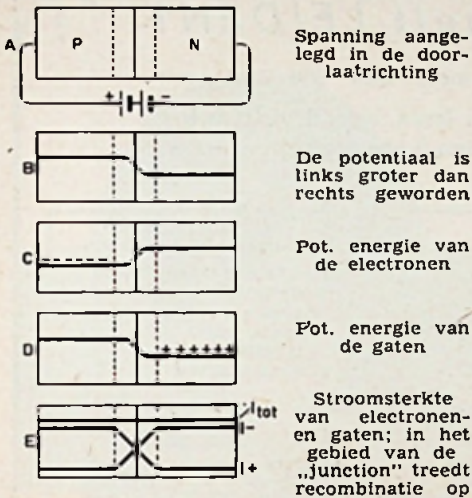 A
P
N
+
-
Spanning aange-
legd in de door-
laatrichting
B
De potentiaal is
links groter dan
rechts geworden
C
Pot. energie van
de electronen
D
+ + + + + +
Pot. energie van
de gaten
E
I tot
I-
I+
Stroomsterkte
van electronen-
en gaten; in het
gebied van de
„junction" treedt
recombinatie op